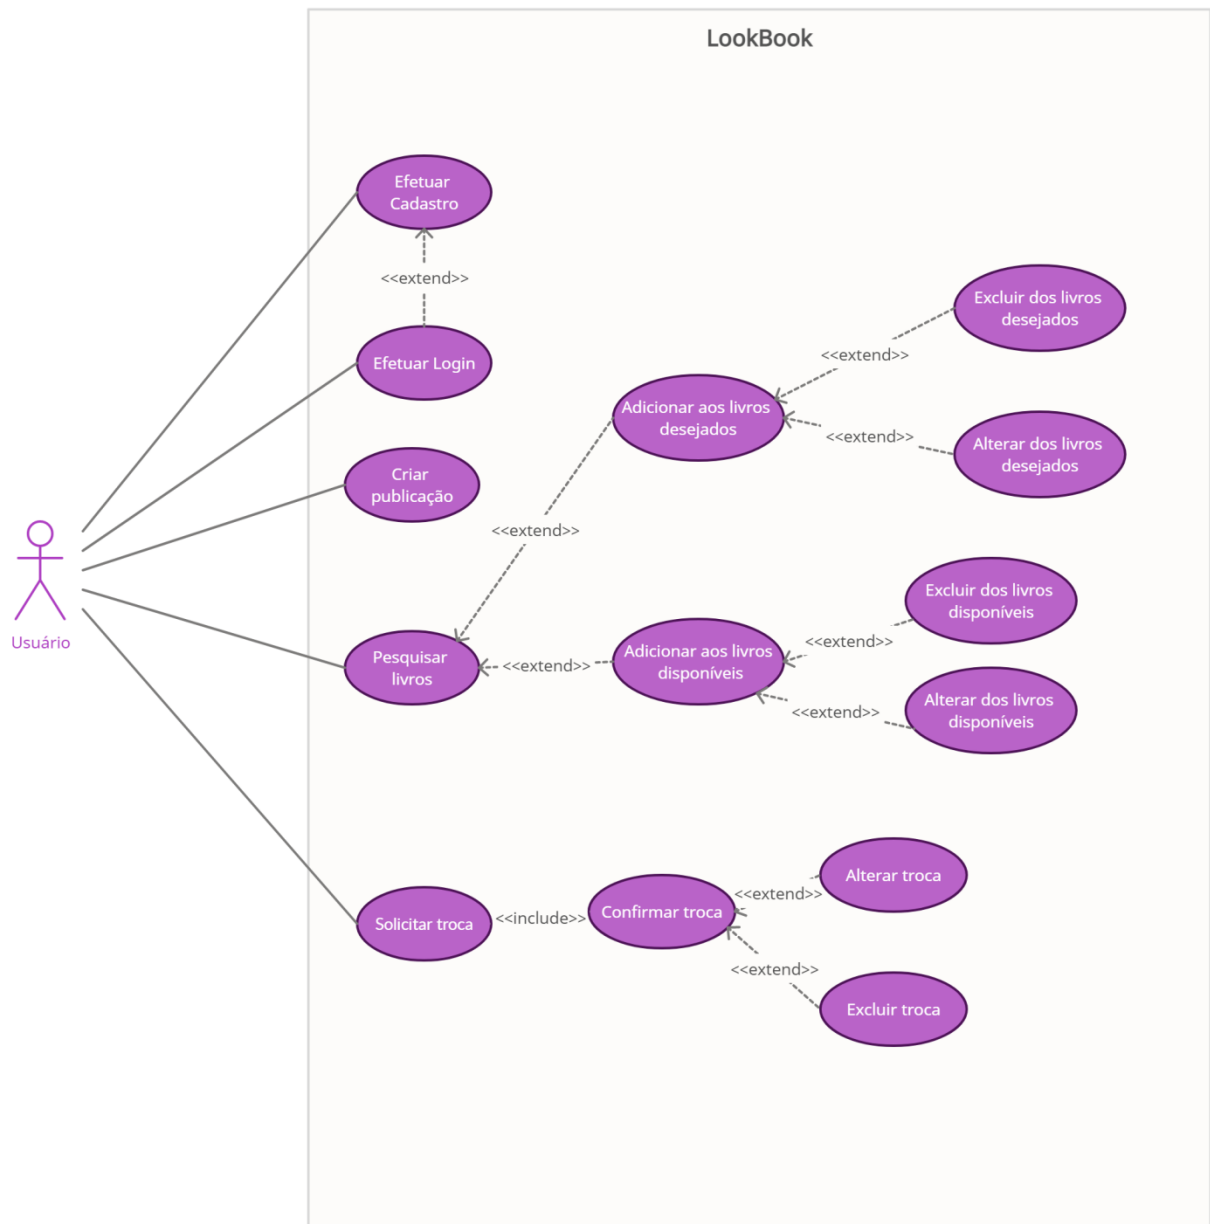 LookBook
Efetuar
Cadastro
<<extend>>
Efetuar Login
Criar
publicação
Usuário
Pesquisar
livros
<<extend>>
Adicionar aos livros
desejados
<<extend>>
Excluir dos livros
desejados
<<extend>>
Alterar dos livros
desejados
<<extend>>
Adicionar aos livros
disponíveis
<<extend>>
Excluir dos livros
disponíveis
<<extend>>
Alterar dos livros
disponíveis
Solicitar troca
<<include>>
Confirmar troca
<<extend>>
Alterar troca
<<extend>>
Excluir troca